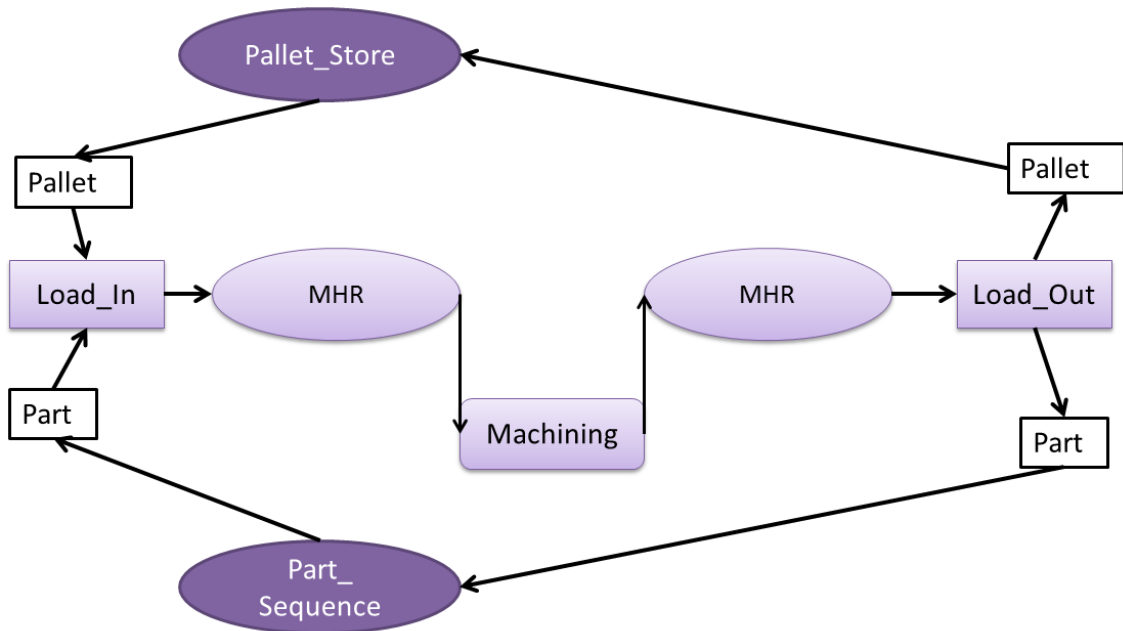 Pallet_Store
Pallet
Pallet
Load_In
MHR
MHR
Load_Out
Part
Machining
Part
Part_
Sequence